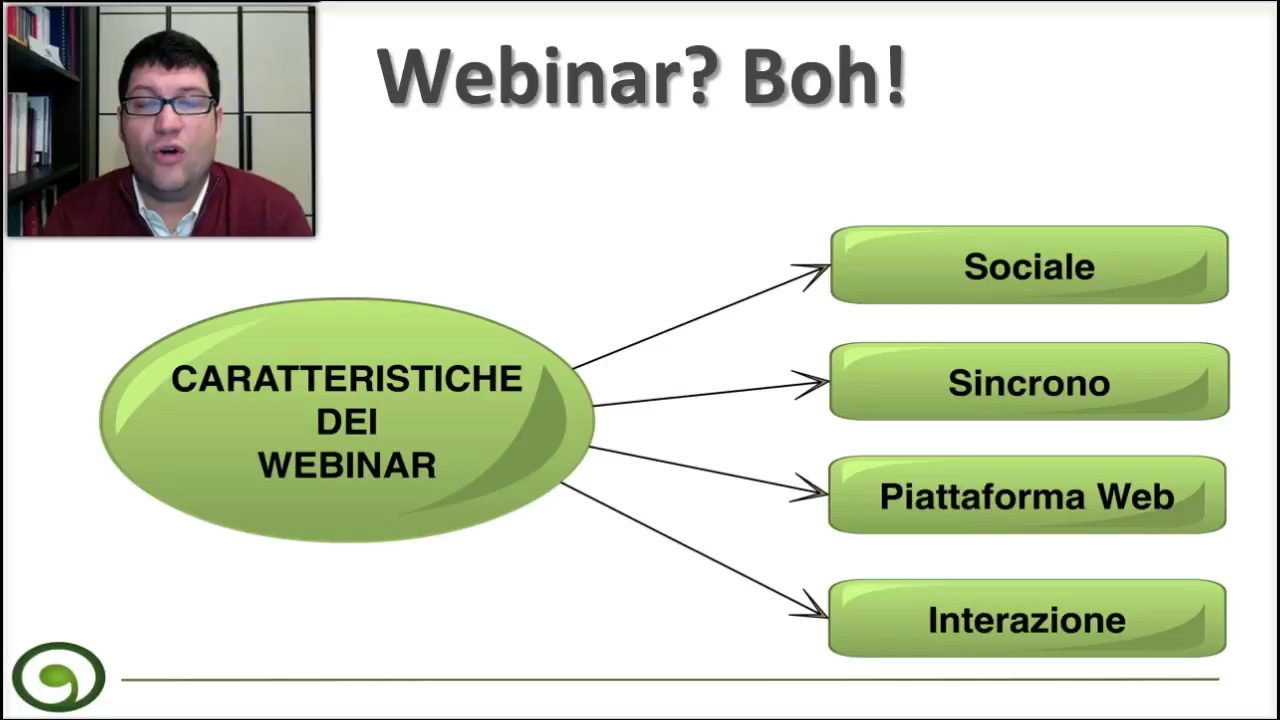 Webinar? Boh!
CARATTERISTICHE
DEI
WEBINAR
Sociale
Sincrono
Piattaforma Web
Interazione